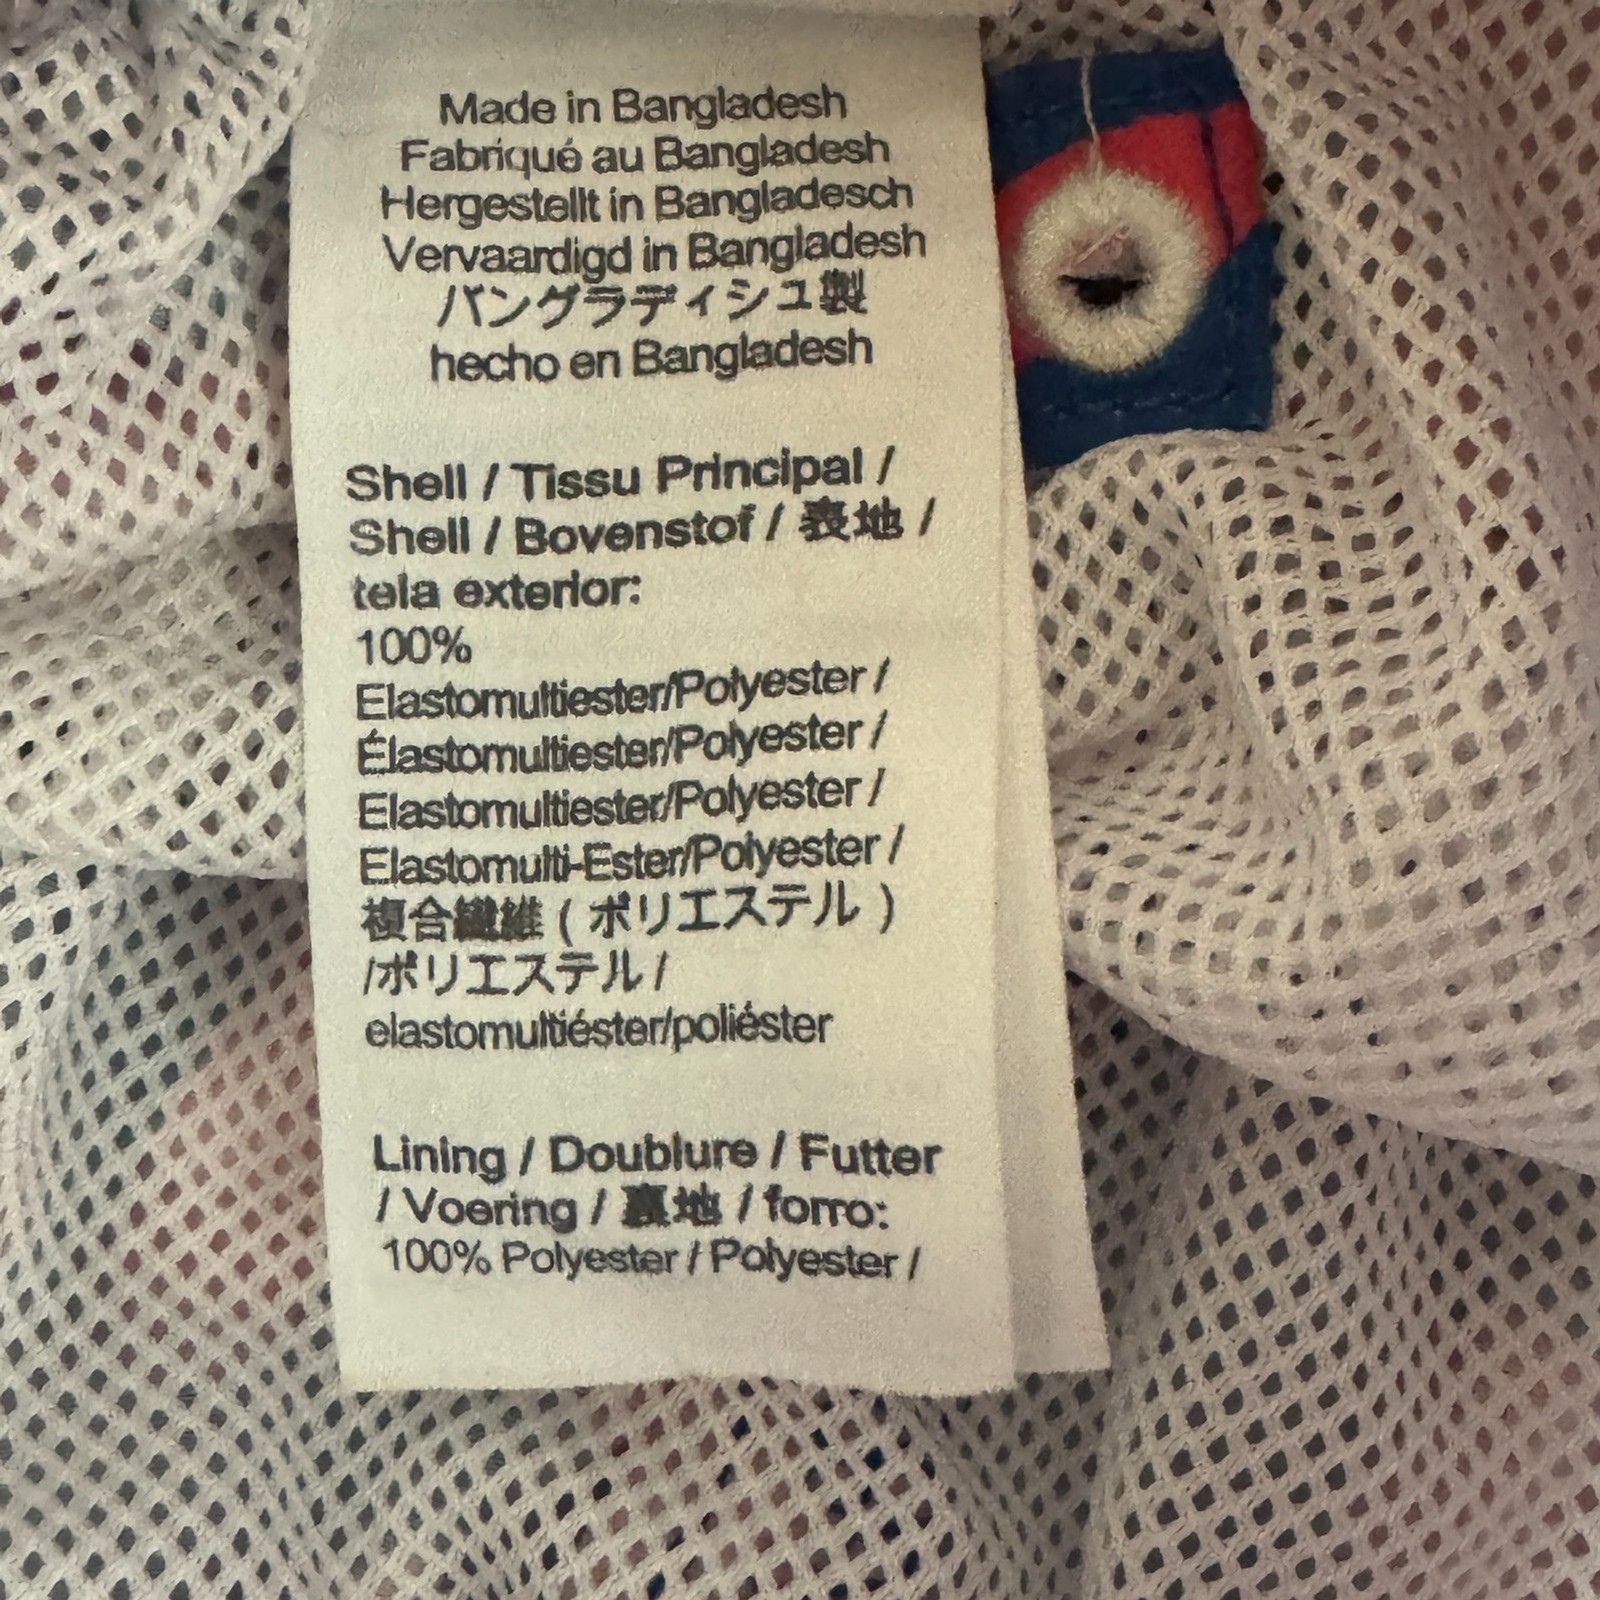 Made in Bangladesh
Fabriqué au Bangladesh
Hergestellt in Bangladesch
Vervaardigd in Bangladesh
バングラディシュ製
hecho en Bangladesh
Shell / Tissu Principal /
Shell / Bovenstof / 表地 /
tela exterior:
100%
Elastomultiester/Polyester /
Élastomultiester/Polyester /
Elastomultiester/Polyester /
Elastomulti-Ester/Polyester /
複合繊維 ( ポリエステル )
/ポリエステル /
elastomultiéster/poliéster
Lining / Doublure / Futter
/ Voering / 裏地 / forro:
100% Polyester / Polyester /